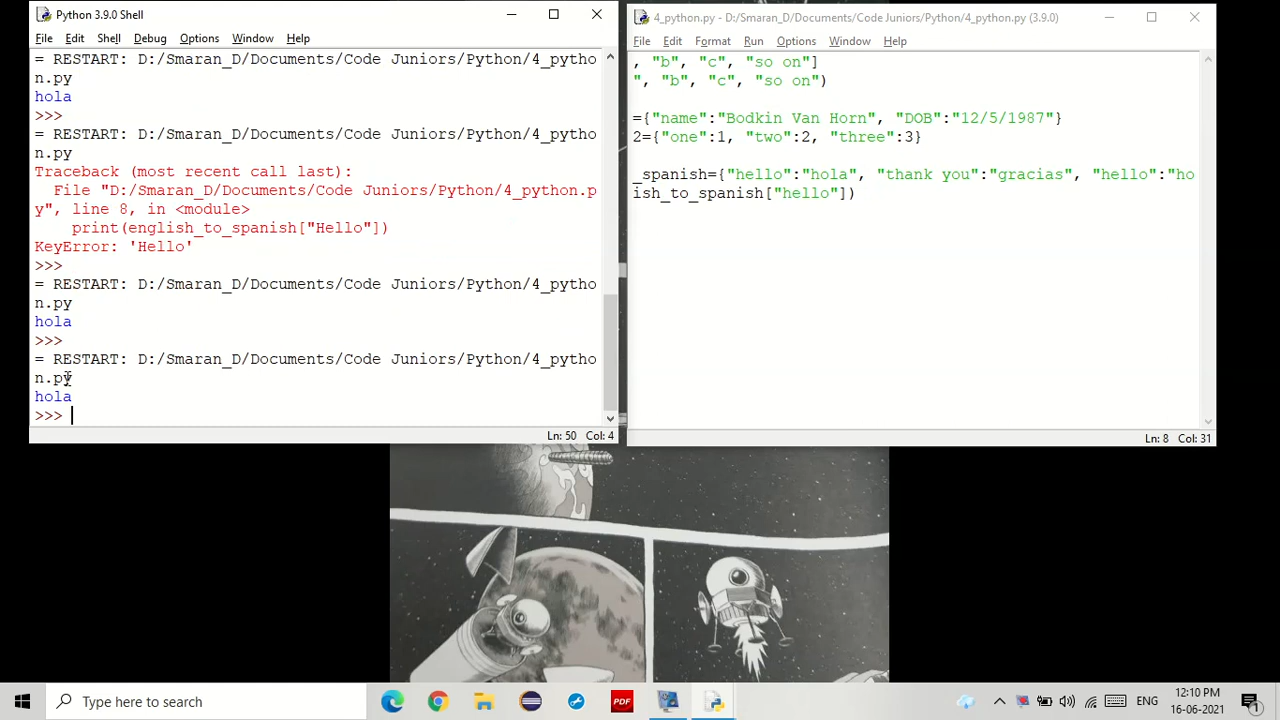 Python 3.9.0 Shell
File Edit Shell Debug Options Window Help
= RESTART: D:/Smaran_D/Documents/Code Juniors/Python/4_pytho
n.py
hola
>>>
= RESTART: D:/Smaran_D/Documents/Code Juniors/Python/4_pytho
n.py
Traceback (most recent call last):
File "D:/Smaran_D/Documents/Code Juniors/Python/4_python.p
y", line 8, in <module>
print(english_to_spanish["Hello"])
KeyError: 'Hello'
>>>
= RESTART: D:/Smaran_D/Documents/Code Juniors/Python/4_pytho
n.py
hola
>>>
= RESTART: D:/Smaran_D/Documents/Code Juniors/Python/4_pytho
n.py
hola
>>>
Ln: 50 Col: 4
4_python.py - D:/Smaran_D/Documents/Code Juniors/Python/4_python.py (3.9.0)
File Edit Format Run Options Window Help
, "b", "c", "so on"]
", "b", "c", "so on")
={"name":"Bodkin Van Horn", "DOB":"12/5/1987"}
2={"one":1, "two":2, "three":3}
_spanish={"hello":"hola", "thank you":"gracias", "hello":"ho
ish_to_spanish["hello"])
Ln: 8 Col: 31
Type here to search
PDF
ENG
12:10 PM
16-06-2021
1